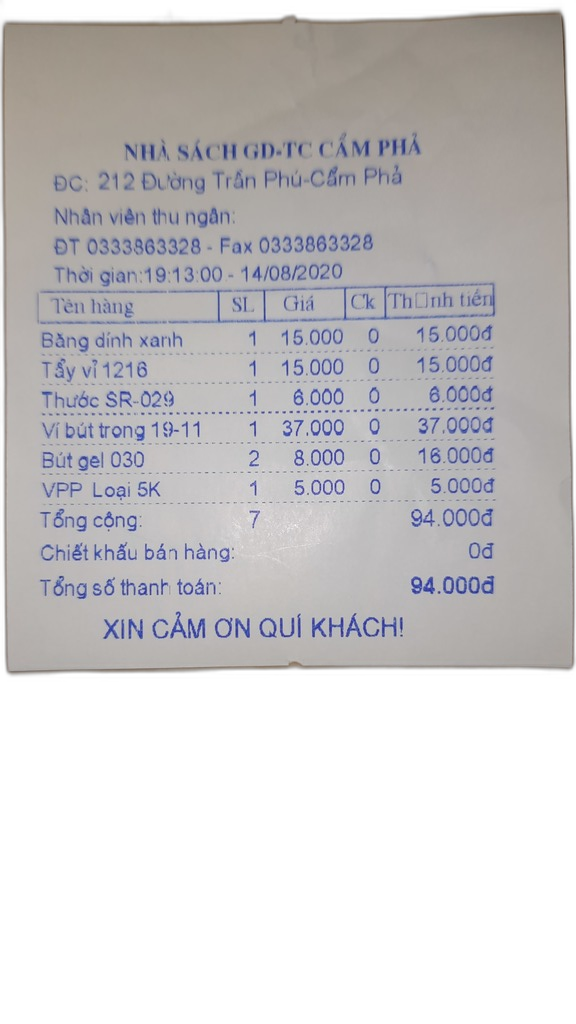 NHÀ SÁCH GD-TC CẨM PHẢ
ĐC: 212 Đường Trần Phú-Cẩm Phả
Nhân viên thu ngân:
ĐT 0333863328 - Fax 0333863328
Thời gian:19:13:00 - 14/08/2020
Tên hàng SL Giá Ck Th□nh tiền
Băng dính xanh 1 15.000 0 15.000đ
Tẩy vỉ 1216 1 15.000 0 15.000đ
Thước SR-029 1 6.000 0 6.000đ
Ví bút trong 19-11 1 37.000 0 37.000đ
Bút gel 030 2 8.000 0 16.000đ
VPP Loại 5K 1 5.000 0 5.000đ
Tổng cộng: 7 94.000đ
Chiết khấu bán hàng: 0đ
Tổng số thanh toán: 94.000đ
XIN CẢM ƠN QUÍ KHÁCH!